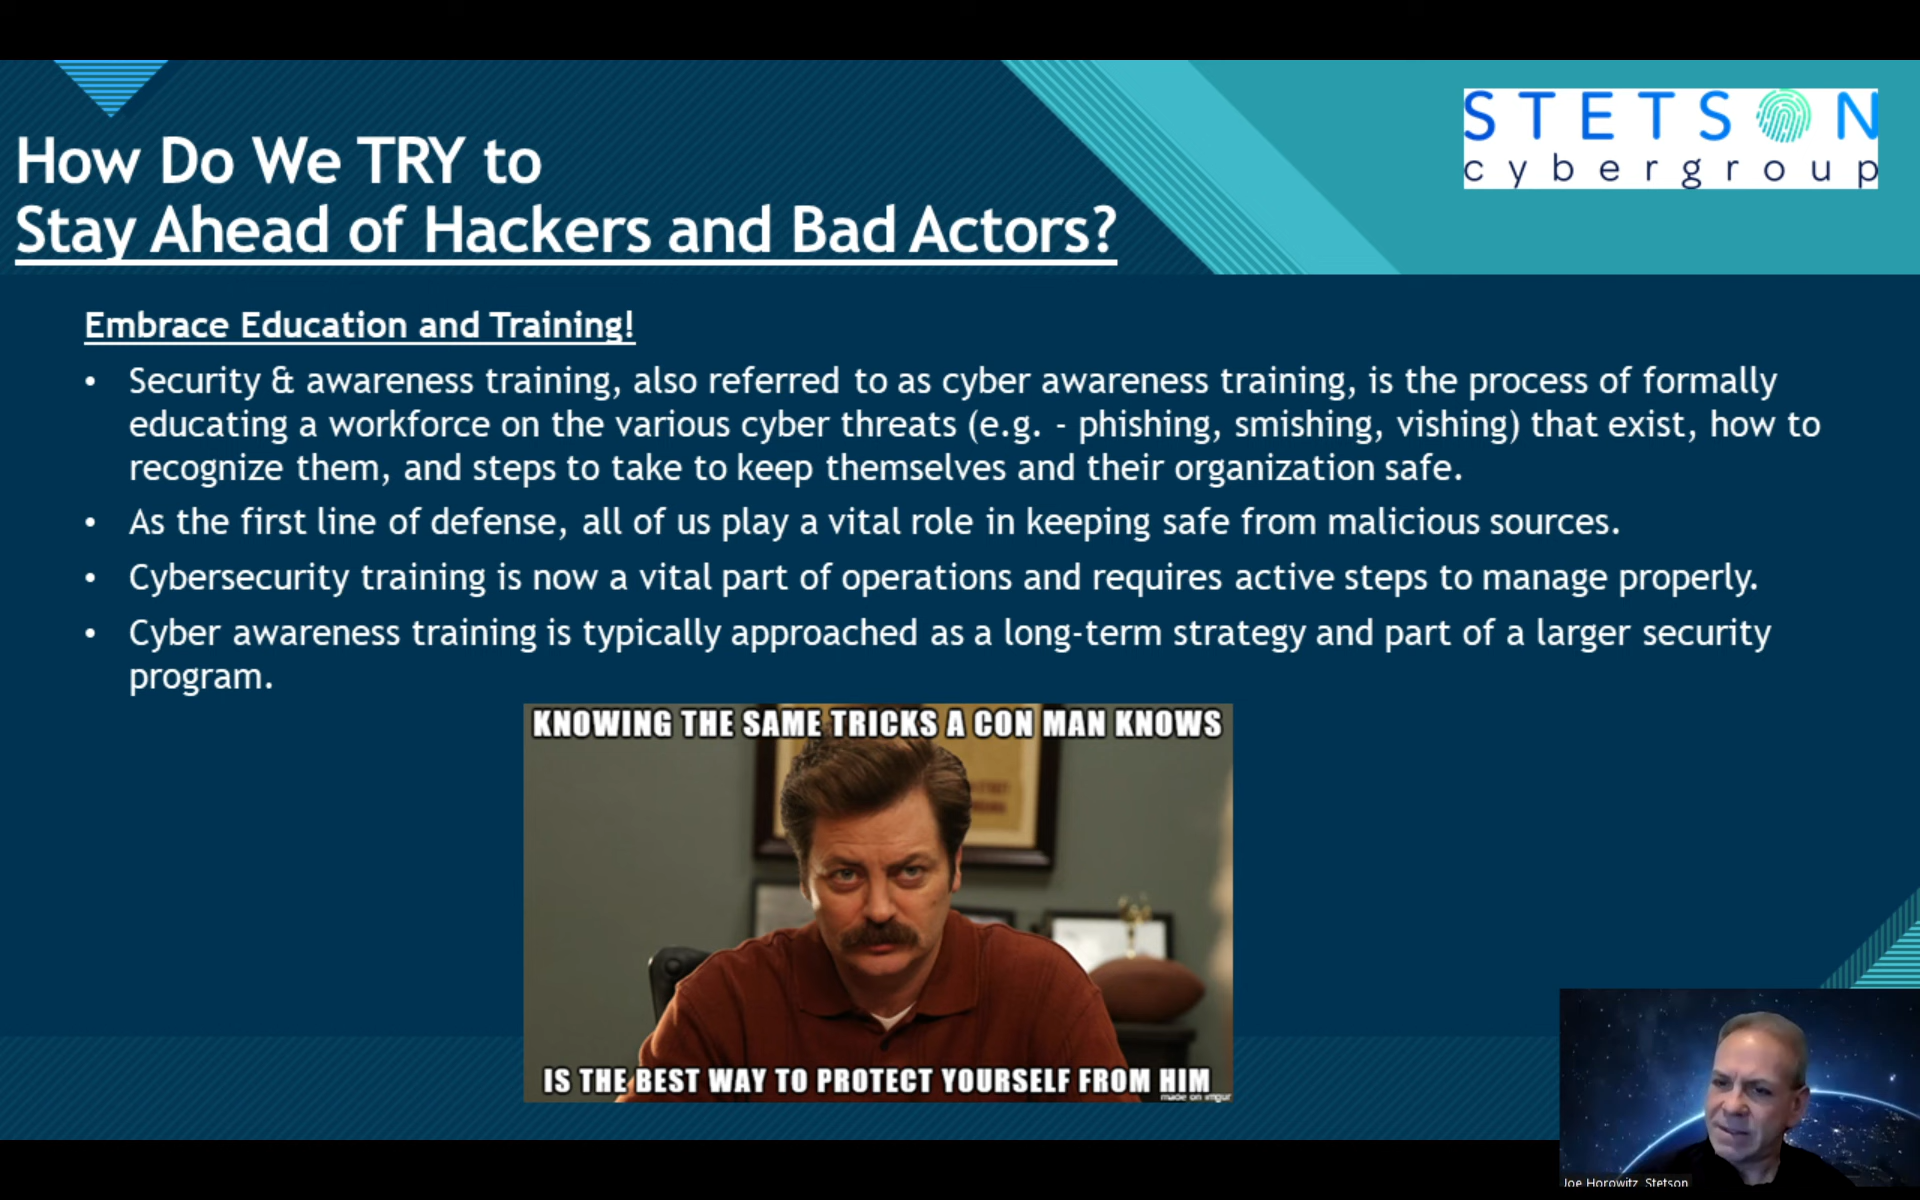 STETSON
cybergroup
How Do We TRY to
Stay Ahead of Hackers and Bad Actors?
Embrace Education and Training!
• Security & awareness training, also referred to as cyber awareness training, is the process of formally
educating a workforce on the various cyber threats (e.g. - phishing, smishing, vishing) that exist, how to
recognize them, and steps to take to keep themselves and their organization safe.
• As the first line of defense, all of us play a vital role in keeping safe from malicious sources.
• Cybersecurity training is now a vital part of operations and requires active steps to manage properly.
• Cyber awareness training is typically approached as a long-term strategy and part of a larger security
program.
KNOWING THE SAME TRICKS A CON MAN KNOWS
IS THE BEST WAY TO PROTECT YOURSELF FROM HIM
made on imgur
Joe Horowitz, Stetson